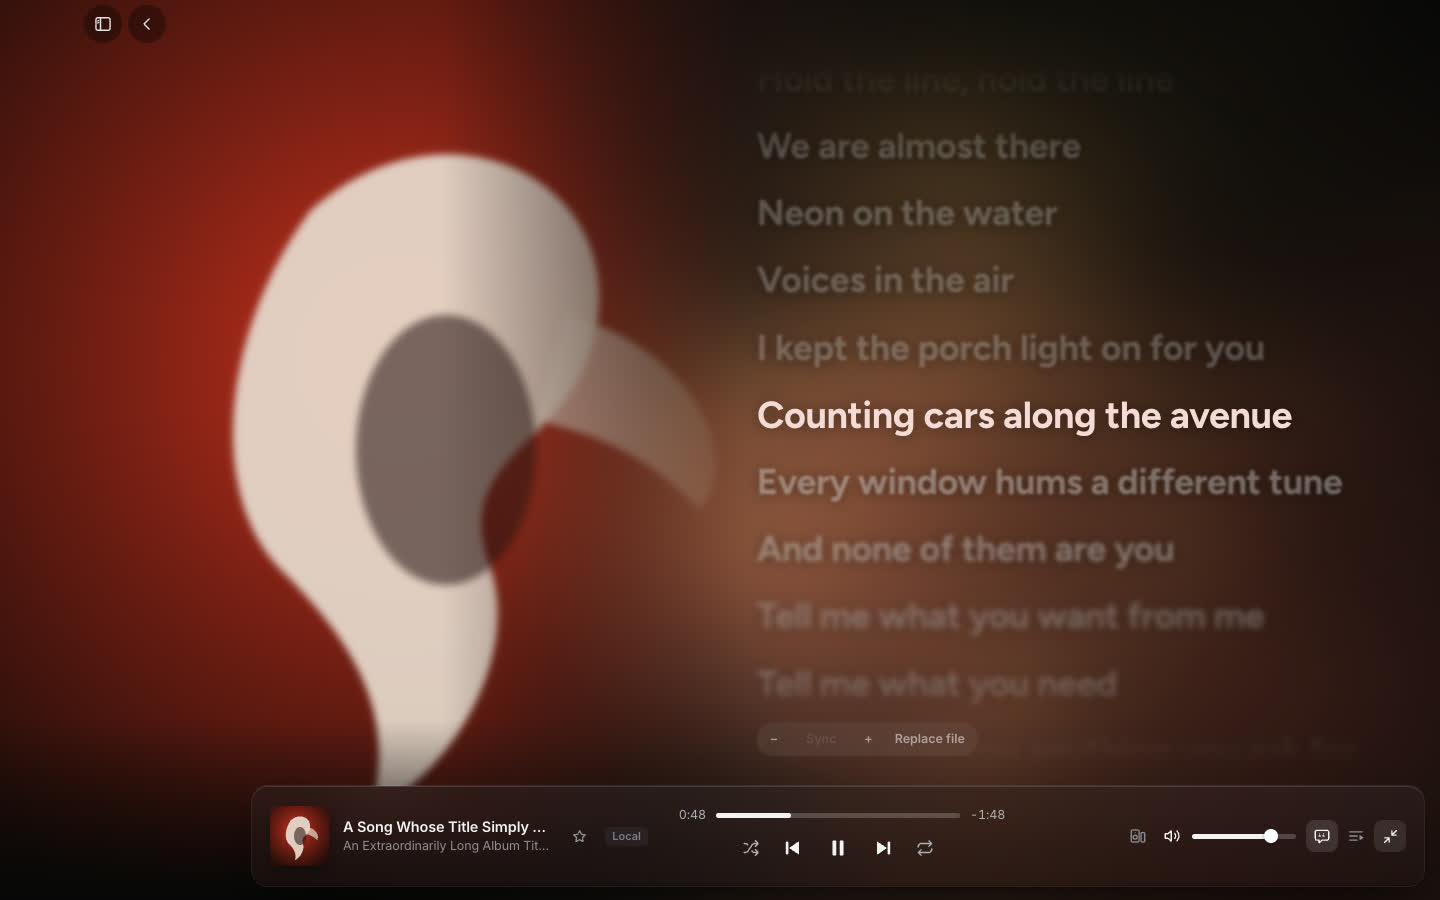 Hold the line, hold the line
We are almost there
Neon on the water
Voices in the air
I kept the porch light on for you
Counting cars along the avenue
Every window hums a different tune
And none of them are you
Tell me what you want from me
Tell me what you need
− Sync + Replace file
A Song Whose Title Simply ...
An Extraordinarily Long Album Tit...
Local
0:48
-1:48